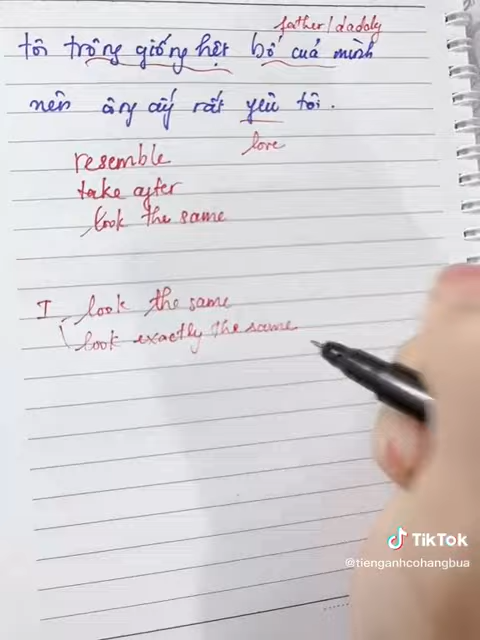 father/daddy
tôi trông giống hệt bố của mình
nên ông ấy rất yêu tôi.
love
resemble
take after
look the same
I look the same
look exactly the same
TikTok
@tienganhcohangbua